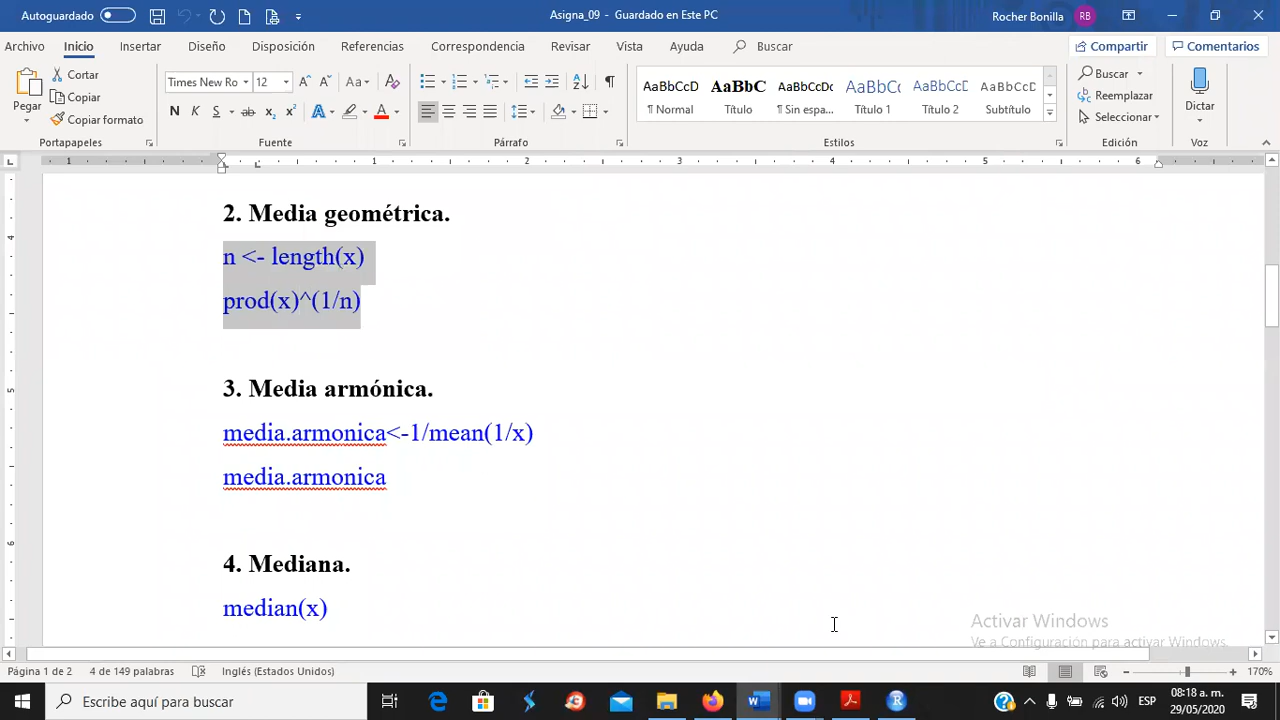 Autoguardado
Asigna_09 - Guardado en Este PC
Rocher Bonilla RB
Archivo Inicio Insertar Diseño Disposición Referencias Correspondencia Revisar Vista Ayuda Buscar Compartir Comentarios
Pegar
Cortar
Copiar
Copiar formato
Portapapeles
Times New Ro 12
Fuente
Párrafo
AaBbCcD AaBbC AaBbCcDc AaBbCc AaBbCcD AaBbCcD
¶ Normal Título ¶ Sin espa... Título 1 Título 2 Subtítulo
Estilos
Buscar
Reemplazar
Seleccionar
Edición
Dictar
Voz
2. Media geométrica.
n <- length(x)
prod(x)^(1/n)
3. Media armónica.
media.armonica<-1/mean(1/x)
media.armonica
4. Mediana.
median(x)
Activar Windows
Ve a Configuración para activar Windows.
Página 1 de 2 4 de 149 palabras Inglés (Estados Unidos) 170%
Escribe aquí para buscar
ESP
08:18 a. m.
29/05/2020